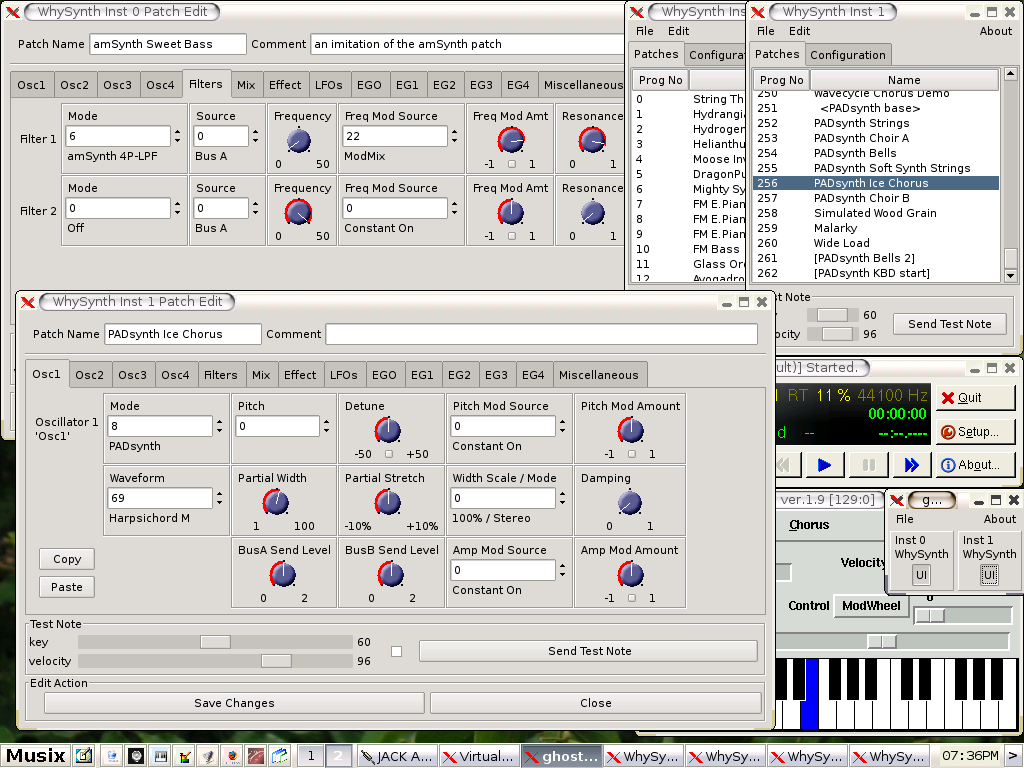 WhySynth Inst 0 Patch Edit
Patch Name amSynth Sweet Bass Comment an imitation of the amSynth patch
Osc1 Osc2 Osc3 Osc4 Filters Mix Effect LFOs EGO EG1 EG2 EG3 EG4 Miscellaneous
Mode Source Frequency Freq Mod Source Freq Mod Amt Resonance
Filter 1 6 0 22
amSynth 4P-LPF Bus A 0 50 ModMix -1 1 0
Mode Source Frequency Freq Mod Source Freq Mod Amt Resonance
Filter 2 0 0 0
Off Bus A 0 50 Constant On -1 1 0
WhySynth Ins
File Edit
Patches Configurat
Prog No
0 String Th
1 Hydrangi
2 Hydrogen
3 Helianthu
4 Moose Inv
5 DragonPu
6 Mighty Sy
7 FM E.Pian
8 FM E.Pian
9 FM E.Pian
10 FM Bass
11 Glass Or
12 Avogadro
WhySynth Inst 1
File Edit About
Patches Configuration
Prog No Name
250 Wavecycle Chorus Demo
251 <PADsynth base>
252 PADsynth Strings
253 PADsynth Choir A
254 PADsynth Bells
255 PADsynth Soft Synth Strings
256 PADsynth Ice Chorus
257 PADsynth Choir B
258 Simulated Wood Grain
259 Malarky
260 Wide Load
261 [PADsynth Bells 2]
262 [PADsynth KBD start]
st Note
60
ocity 96
Send Test Note
WhySynth Inst 1 Patch Edit
Patch Name PADsynth Ice Chorus Comment
Osc1 Osc2 Osc3 Osc4 Filters Mix Effect LFOs EGO EG1 EG2 EG3 EG4 Miscellaneous
Oscillator 1
'Osc1'
Mode Pitch Detune Pitch Mod Source Pitch Mod Amount
8 0 0
PADsynth -50 +50 Constant On -1 1
Waveform Partial Width Partial Stretch Width Scale / Mode Damping
69 0
Harpsichord M 1 100 -10% +10% 100% / Stereo 0 1
BusA Send Level BusB Send Level Amp Mod Source Amp Mod Amount
0
0 2 0 2 Constant On -1 1
Copy
Paste
Test Note
key 60
velocity 96
Send Test Note
Edit Action
Save Changes Close
ult)] Started.
RT 11 % 44100 Hz
00:00:00
d -- --:--.----
Quit
Setup...
About...
ver.1.9 [129:0]
Chorus
Velocity
Control ModWheel 0
g...
File About
Inst 0 Inst 1
WhySynth WhySynth
UI UI
Musix 1 2 JACK A... Virtual... ghost... WhySy... WhySy... WhySy... WhySy... 07:36PM >